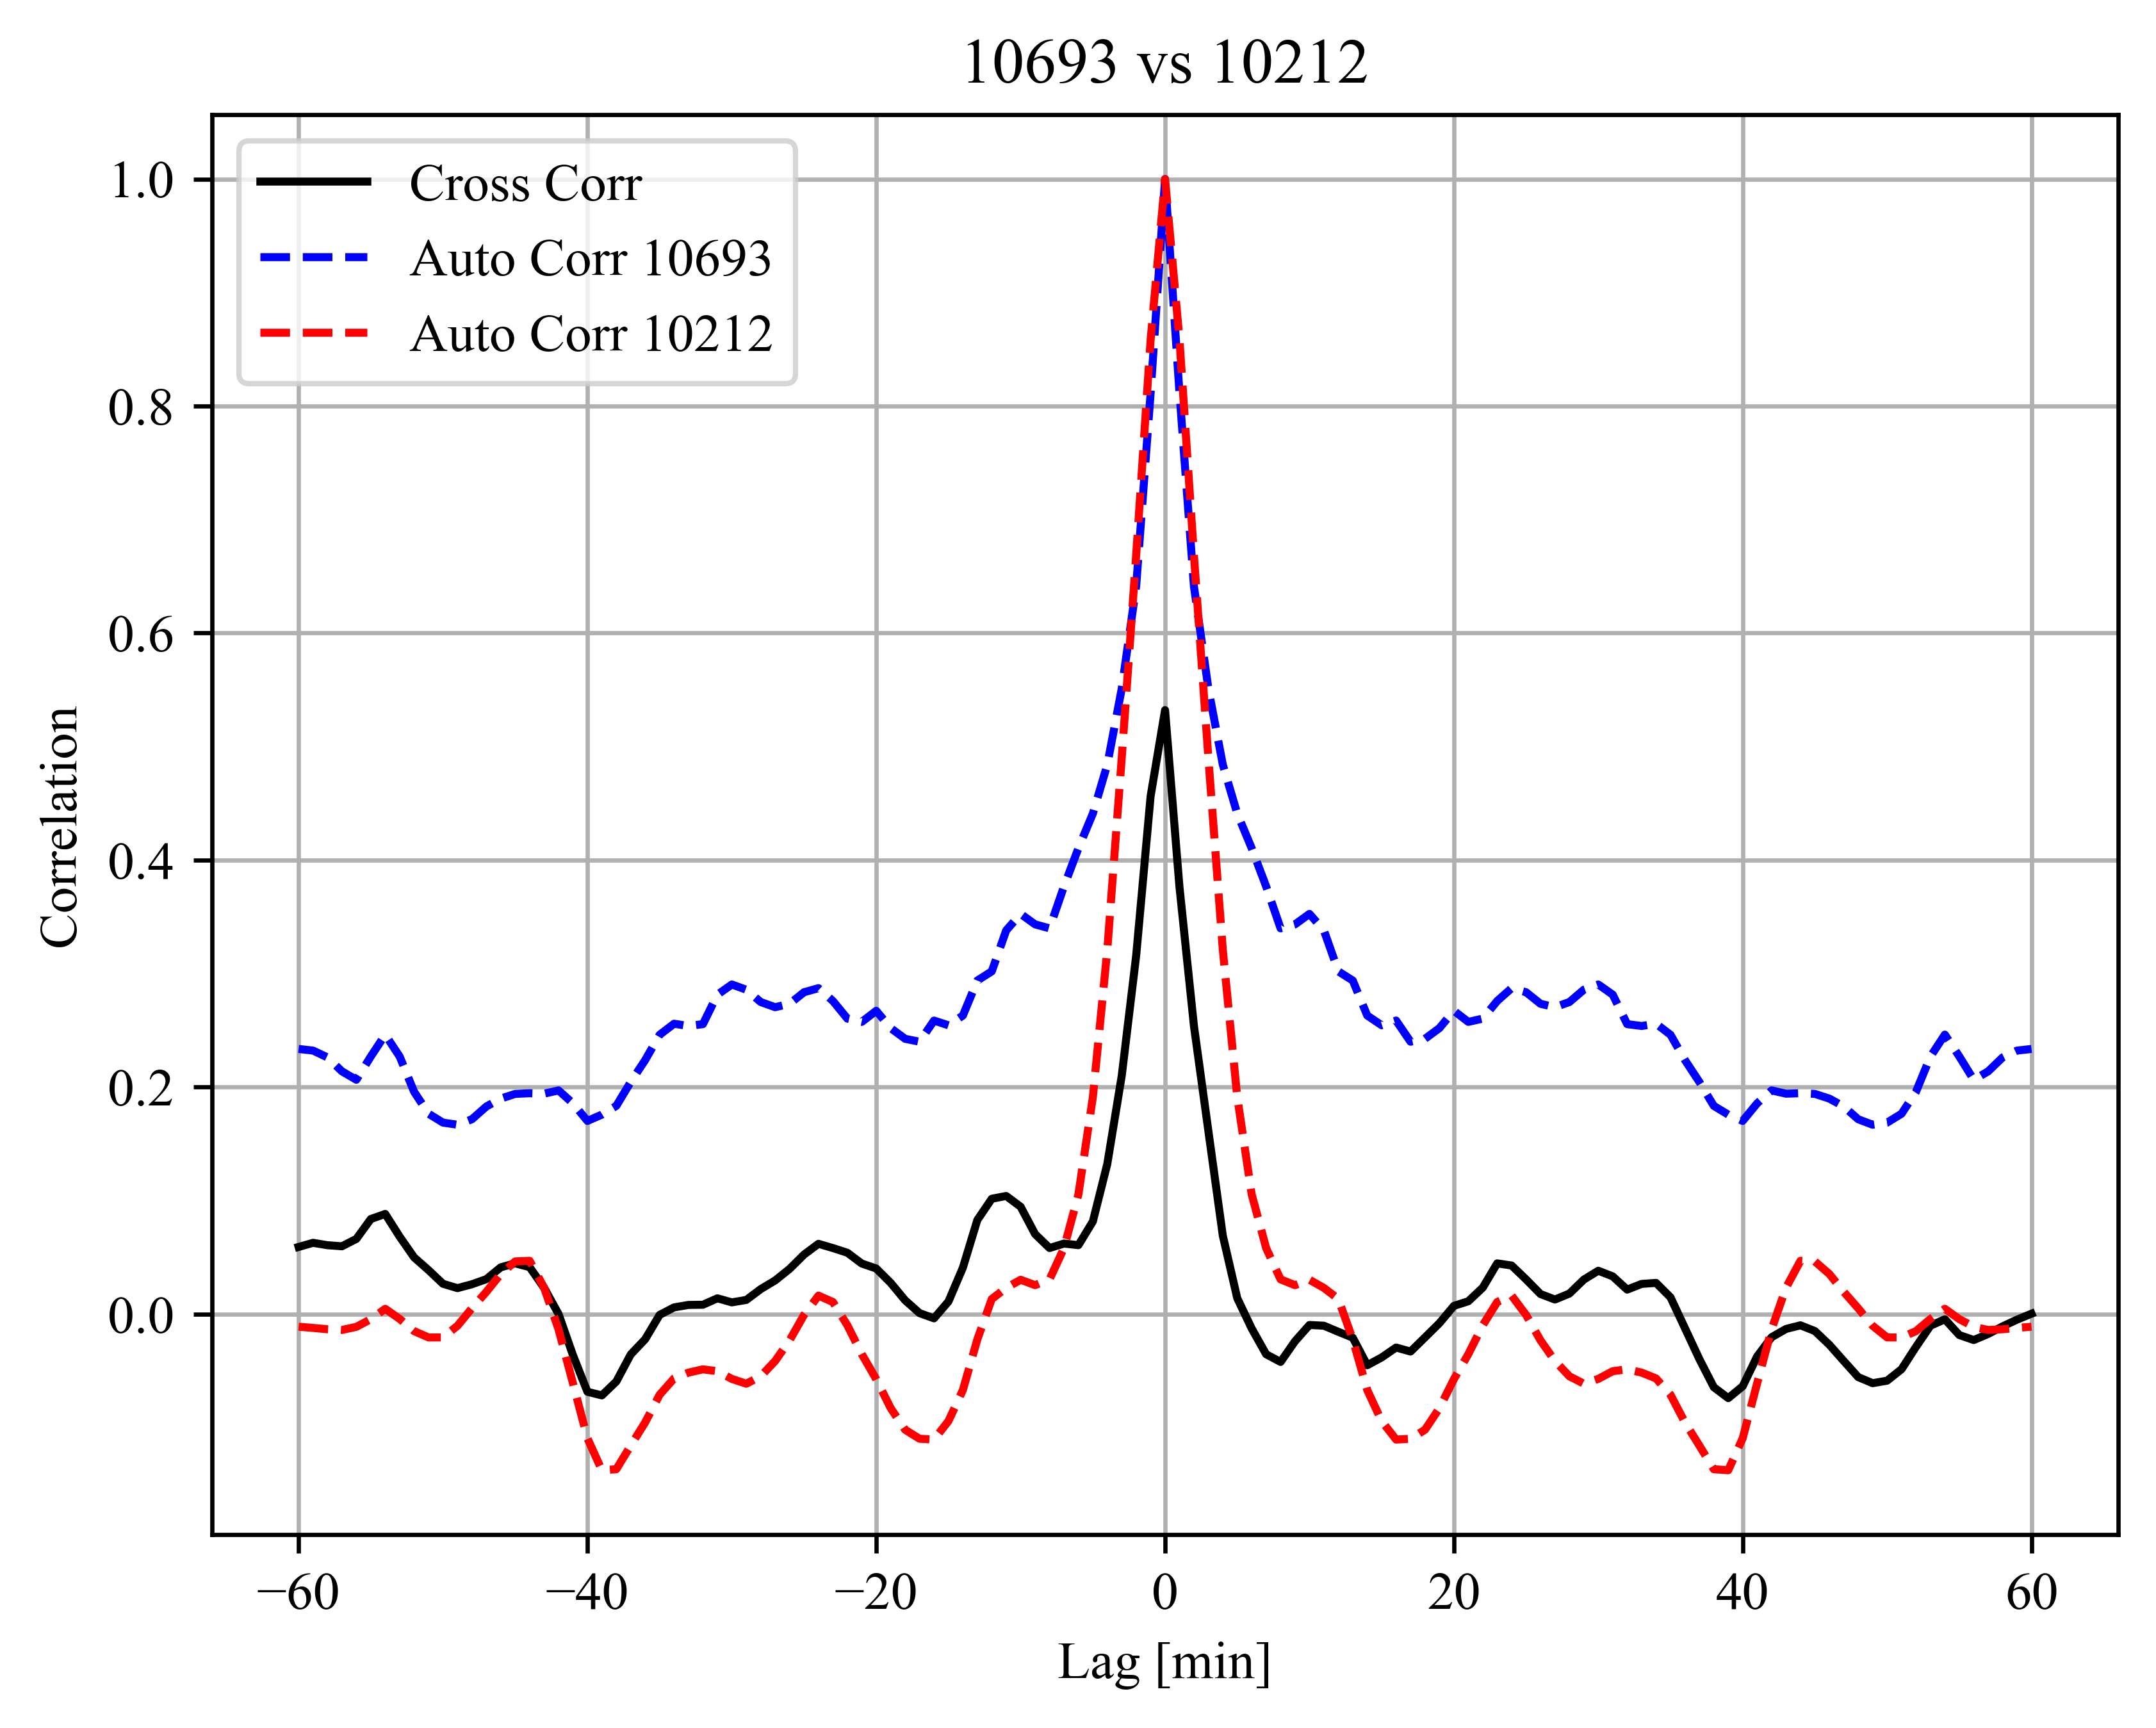 10693 vs 10212
Cross Corr
Auto Corr 10693
Auto Corr 10212
1.0
0.8
0.6
0.4
0.2
0.0
Correlation
−60 −40 −20 0 20 40 60
Lag [min]